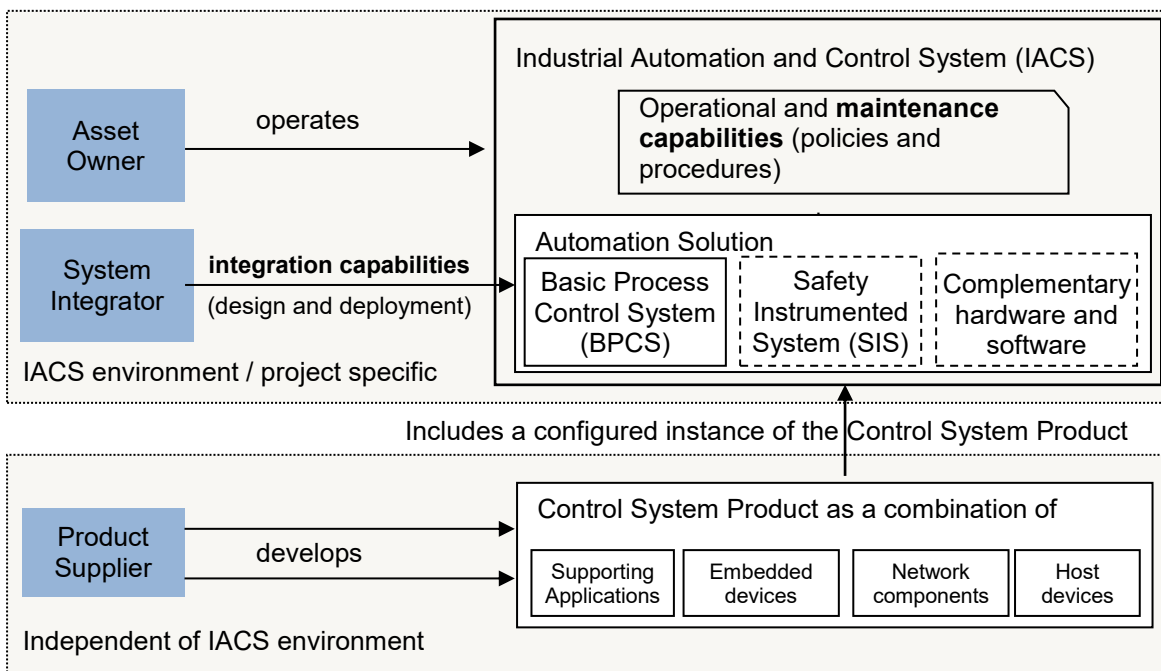 Industrial Automation and Control System (IACS)
Operational and maintenance
capabilities (policies and
procedures)
Asset
Owner
operates
System
Integrator
integration capabilities
(design and deployment)
Automation Solution
Basic Process
Control System
(BPCS)
Safety
Instrumented
System (SIS)
Complementary
hardware and
software
IACS environment / project specific
Includes a configured instance of the Control System Product
Product
Supplier
develops
Control System Product as a combination of
Supporting
Applications
Embedded
devices
Network
components
Host
devices
Independent of IACS environment